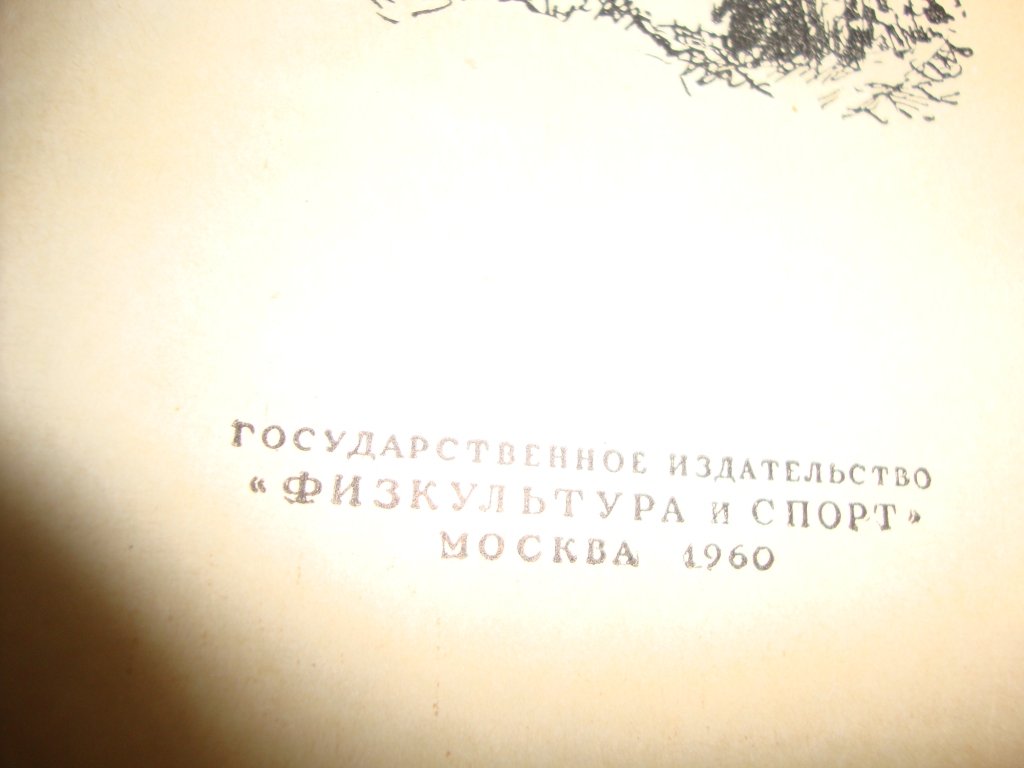 ГОСУДАРСТВЕННОЕ ИЗДАТЕЛЬСТВО
«ФИЗКУЛЬТУРА И СПОРТ»
МОСКВА 1960